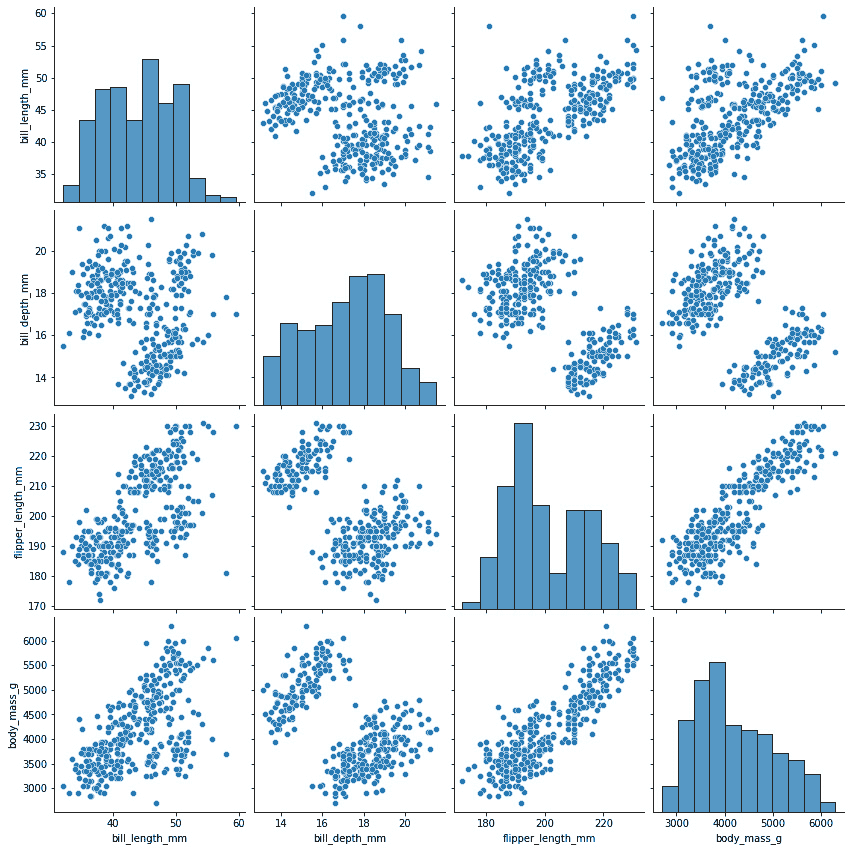 60
55
50
45
40
35
bill_length_mm
20
18
16
14
bill_depth_mm
230
220
210
200
190
180
170
flipper_length_mm
6000
5500
5000
4500
4000
3500
3000
body_mass_g
40 50 60
bill_length_mm
14 16 18 20
bill_depth_mm
180 200 220
flipper_length_mm
3000 4000 5000 6000
body_mass_g